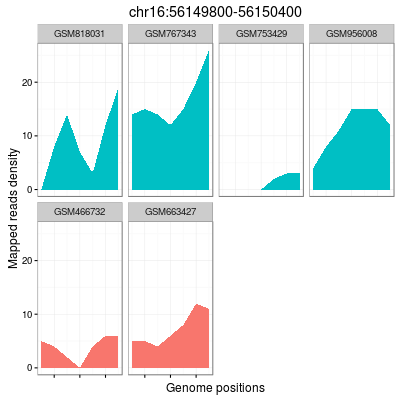 chr16:56149800-56150400
GSM818031 GSM767343 GSM753429 GSM956008
20
10
0
GSM466732 GSM663427
20
10
0
Mapped reads density
Genome positions